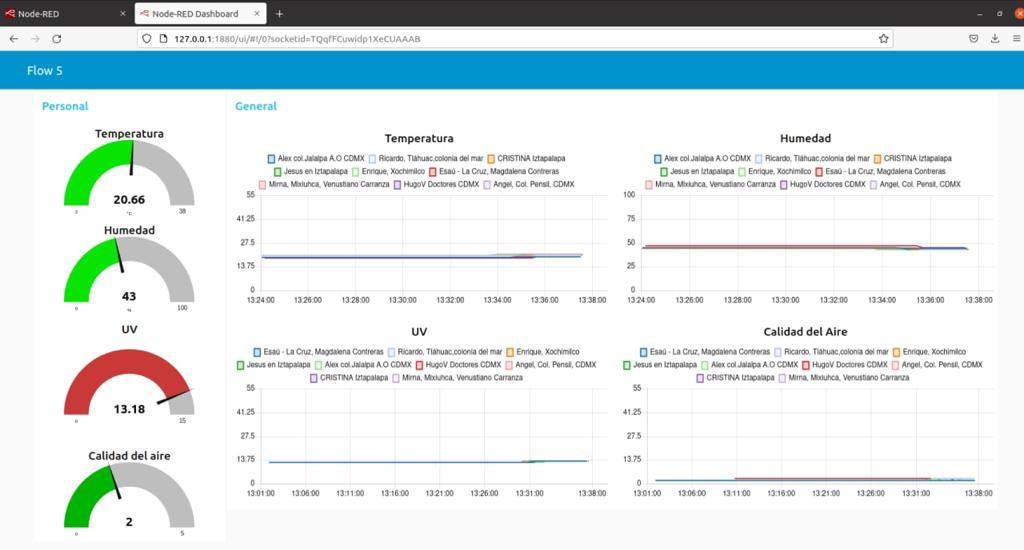 Node-RED
Node-RED Dashboard
127.0.0.1:1880/ui/#!/0?socketid=TQqfFCuwidp1XeCUAAAB
Flow 5
Personal
Temperatura
20.66
2 °C 38
Humedad
43
0 % 100
UV
13.18
0 15
Calidad del aire
2
0 5
General
Temperatura
Alex col.Jalalpa A.O CDMX Ricardo, Tláhuac,colonia del mar CRISTINA Iztapalapa
Jesus en Iztapalapa Enrique, Xochimilco Esaú - La Cruz, Magdalena Contreras
Mirna, Mixiuhca, Venustiano Carranza HugoV Doctores CDMX Angel, Col. Pensil, CDMX
55
41.25
27.5
13.75
0
13:24:00 13:26:00 13:28:00 13:30:00 13:32:00 13:34:00 13:36:00 13:38:00
Humedad
Alex col.Jalalpa A.O CDMX Ricardo, Tláhuac,colonia del mar CRISTINA Iztapalapa
Jesus en Iztapalapa Enrique, Xochimilco Esaú - La Cruz, Magdalena Contreras
Mirna, Mixiuhca, Venustiano Carranza HugoV Doctores CDMX Angel, Col. Pensil, CDMX
100
75
50
25
0
13:24:00 13:26:00 13:28:00 13:30:00 13:32:00 13:34:00 13:36:00 13:38:00
UV
Esaú - La Cruz, Magdalena Contreras Ricardo, Tláhuac,colonia del mar Enrique, Xochimilco
Jesus en Iztapalapa Alex col.Jalalpa A.O CDMX HugoV Doctores CDMX Angel, Col. Pensil, CDMX
CRISTINA Iztapalapa Mirna, Mixiuhca, Venustiano Carranza
55
41.25
27.5
13.75
0
13:01:00 13:06:00 13:11:00 13:16:00 13:21:00 13:26:00 13:31:00 13:38:00
Calidad del Aire
Esaú - La Cruz, Magdalena Contreras Ricardo, Tláhuac,colonia del mar Enrique, Xochimilco
Jesus en Iztapalapa Alex col.Jalalpa A.O CDMX HugoV Doctores CDMX Angel, Col. Pensil, CDMX
CRISTINA Iztapalapa Mirna, Mixiuhca, Venustiano Carranza
55
41.25
27.5
13.75
0
13:01:00 13:06:00 13:11:00 13:16:00 13:21:00 13:26:00 13:31:00 13:38:00